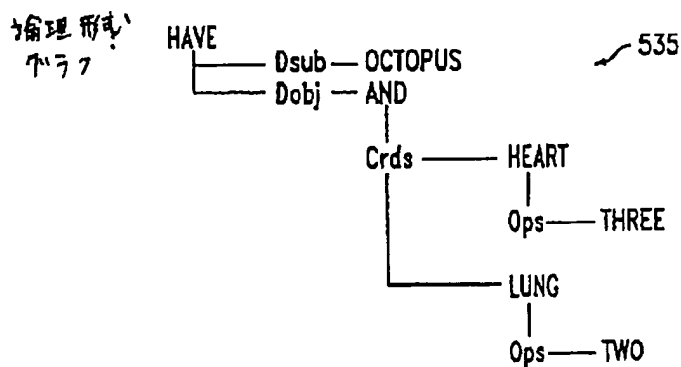 論理形式
グラフ
HAVE
Dsub OCTOPUS
535
Dobj AND
Crds HEART
Ops THREE
LUNG
Ops TWO